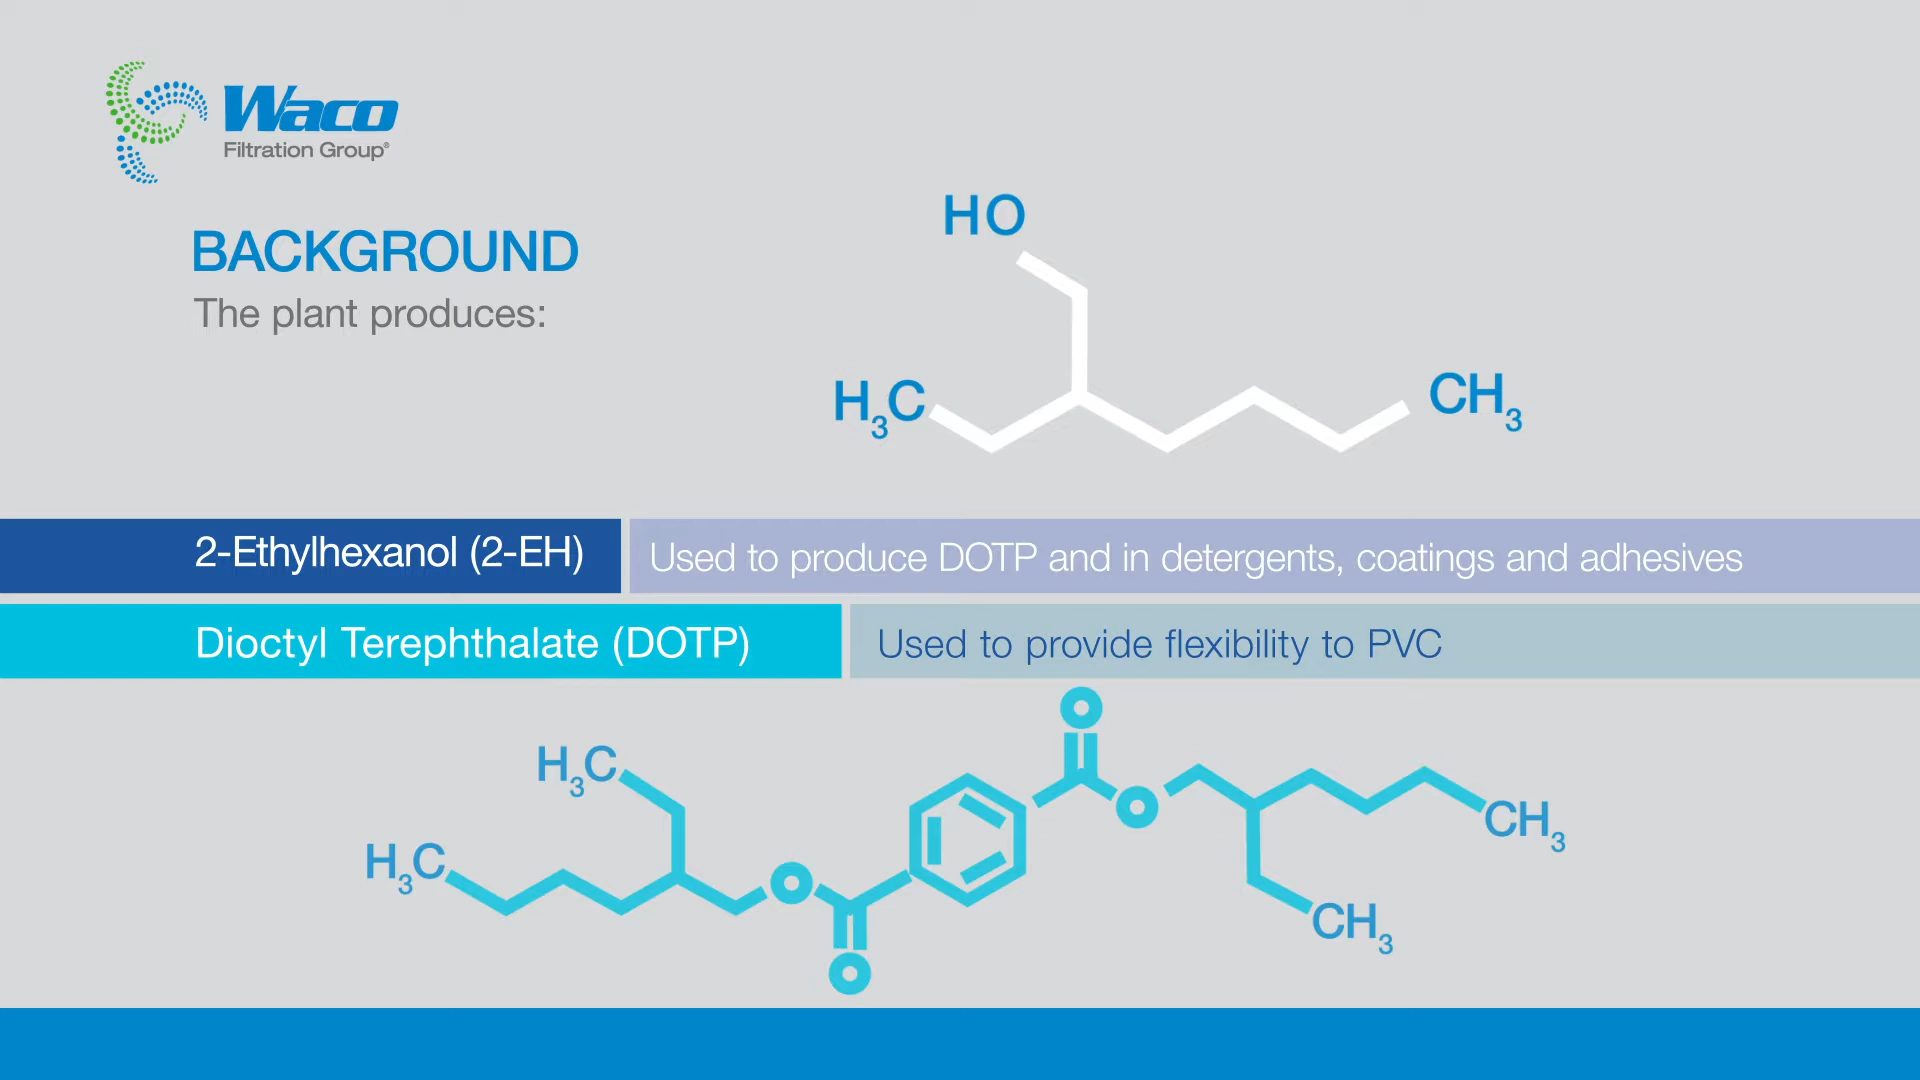 Waco
Filtration Group®
BACKGROUND
The plant produces:
HO
H₃C
CH₃
2-Ethylhexanol (2-EH)
Used to produce DOTP and in detergents, coatings and adhesives
Dioctyl Terephthalate (DOTP)
Used to provide flexibility to PVC
O
H₃C
O
CH₃
H₃C
O
CH₃
O